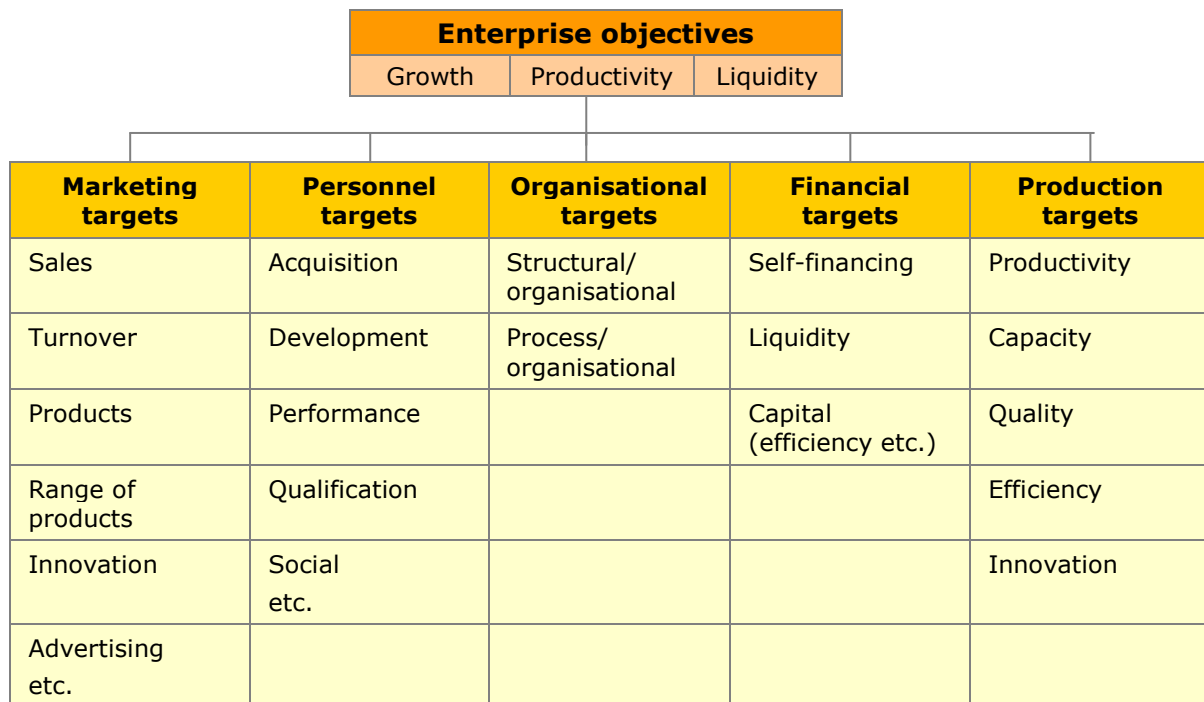 Enterprise objectives
Growth Productivity Liquidity
Marketing targets Personnel targets Organisational targets Financial targets Production targets
Sales Acquisition Structural/ organisational Self-financing Productivity
Turnover Development Process/ organisational Liquidity Capacity
Products Performance Capital (efficiency etc.) Quality
Range of products Qualification Efficiency
Innovation Social etc. Innovation
Advertising etc.